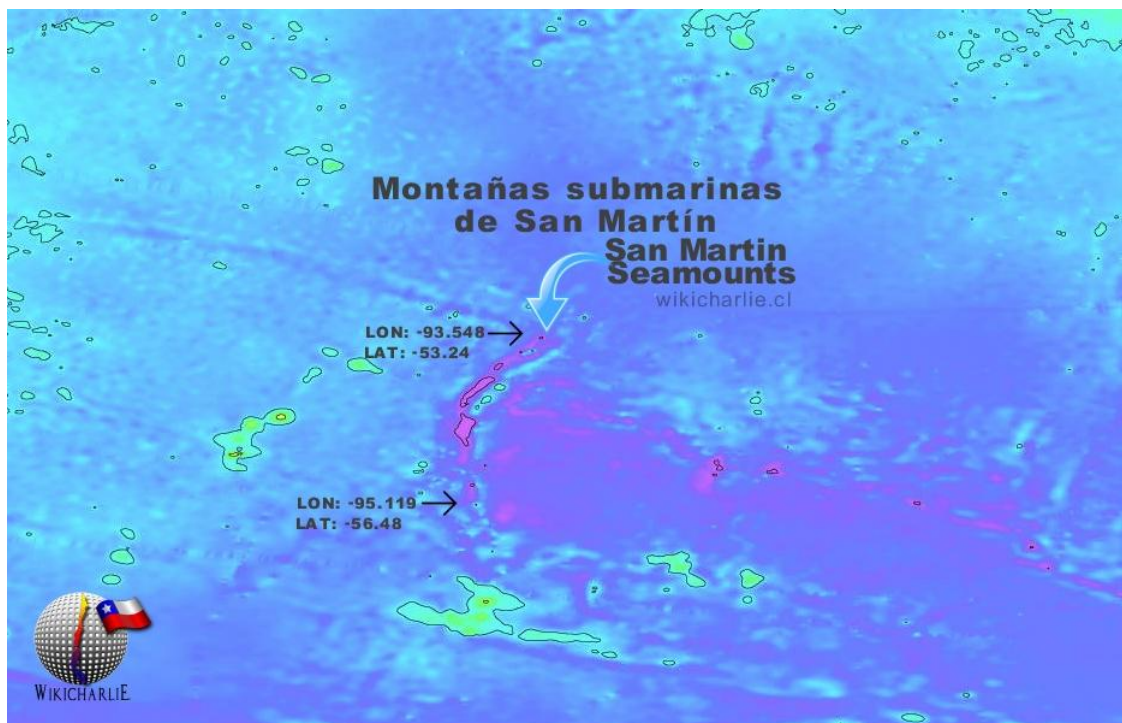 Montañas submarinas
de San Martín
San Martin
Seamounts
wikicharlie.cl
LON: -93.548
LAT: -53.24
LON: -95.119
LAT: -56.48
WIKICHARLIE